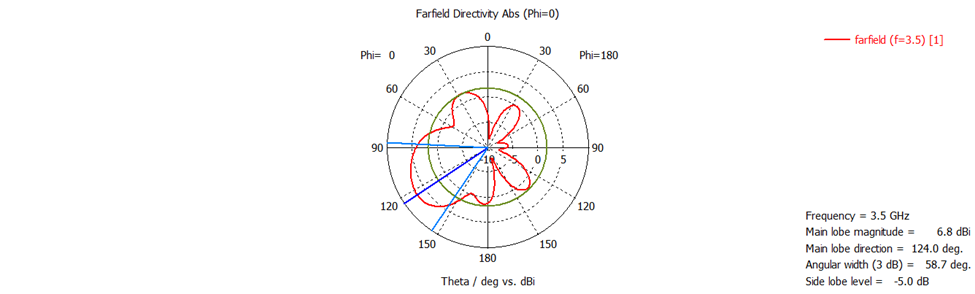 Farfield Directivity Abs (Phi=0)
farfield (f=3.5) [1]
Phi= 0
30
0
30
Phi=180
60
60
90
-10
-5
0
5
90
120
120
150
180
150
Theta / deg vs. dBi
Frequency = 3.5 GHz
Main lobe magnitude = 6.8 dBi
Main lobe direction = 124.0 deg.
Angular width (3 dB) = 58.7 deg.
Side lobe level = -5.0 dB